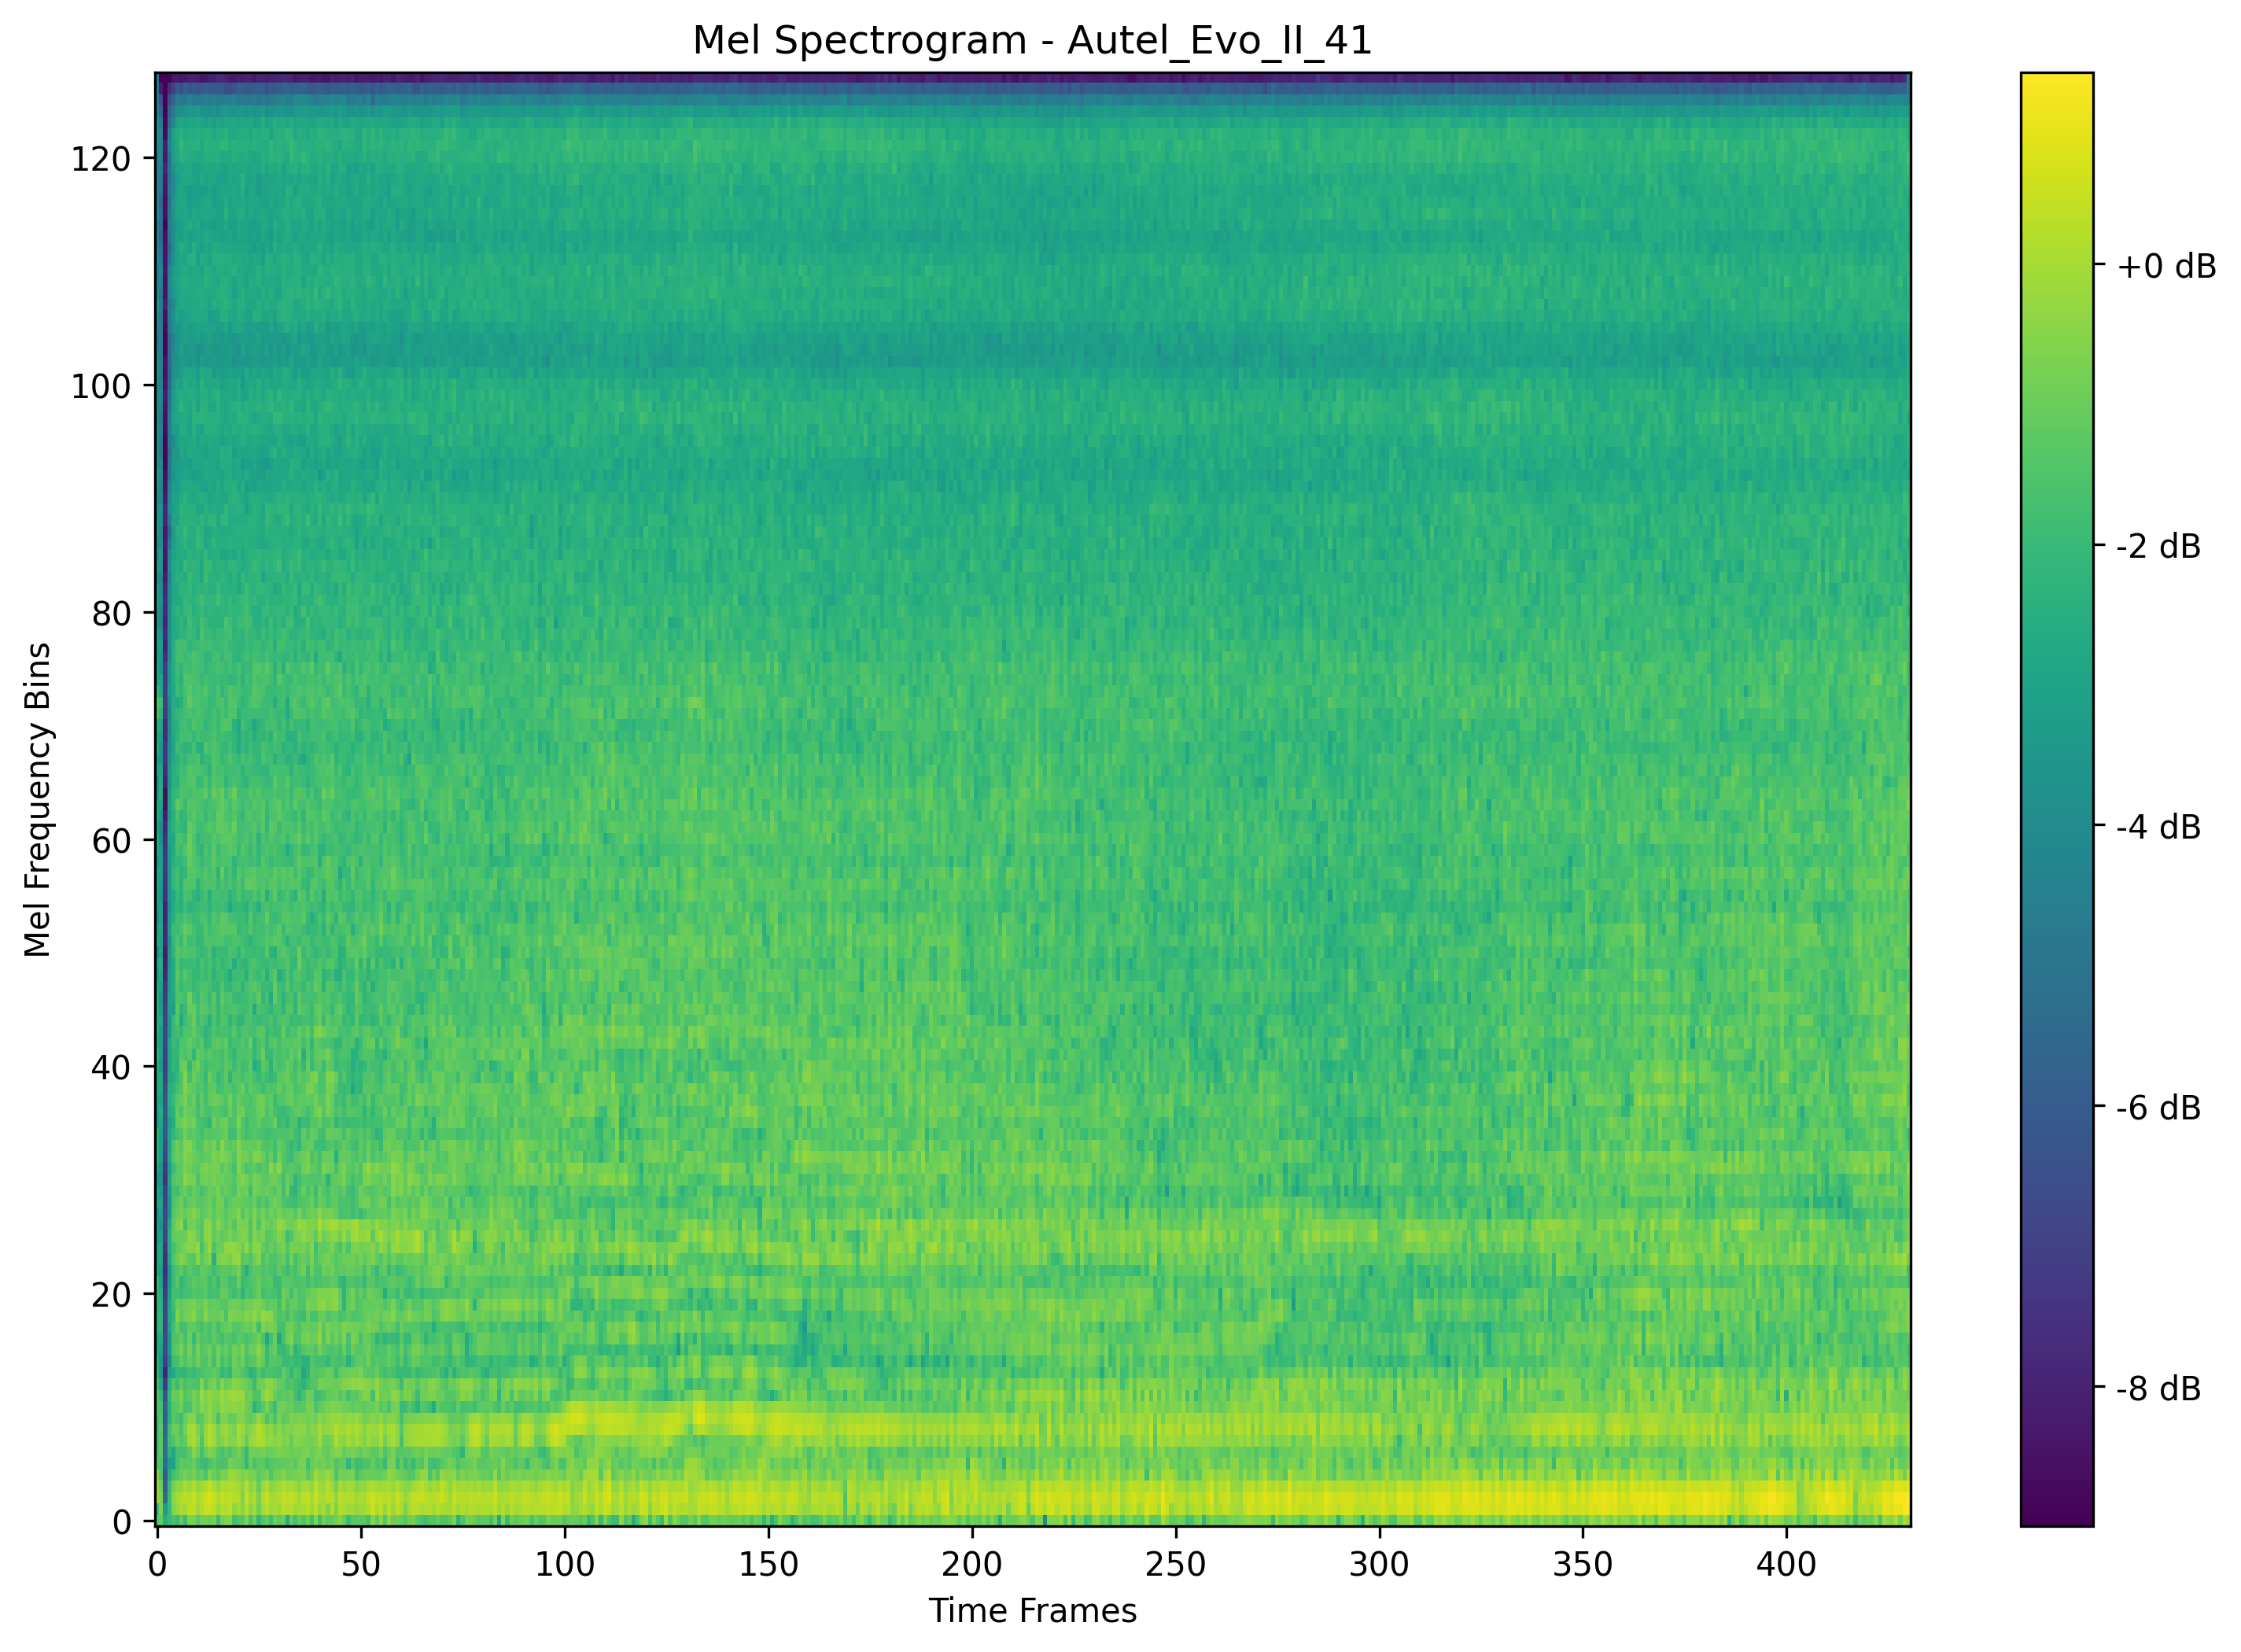 Mel Spectrogram - Autel_Evo_II_41
Mel Frequency Bins
120
100
80
60
40
20
0
0 50 100 150 200 250 300 350 400
Time Frames
+0 dB
-2 dB
-4 dB
-6 dB
-8 dB